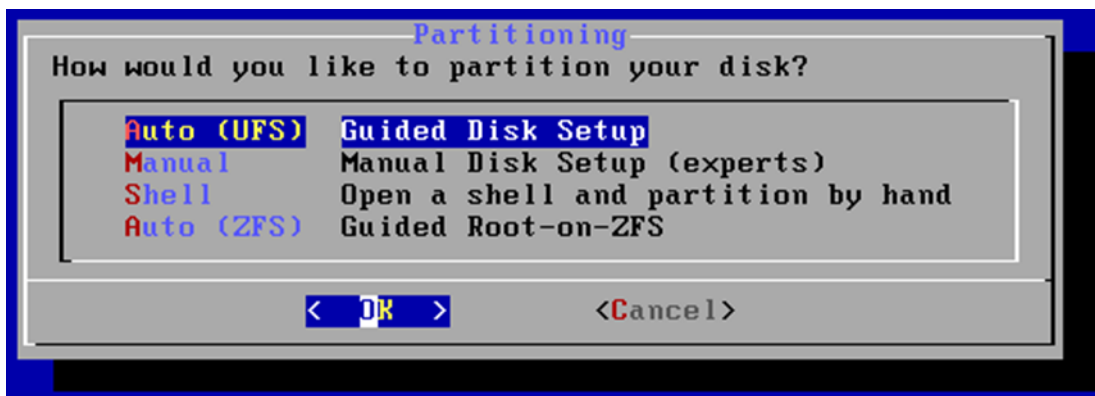 Partitioning
How would you like to partition your disk?
Auto (UFS) Guided Disk Setup
Manual Manual Disk Setup (experts)
Shell Open a shell and partition by hand
Auto (ZFS) Guided Root-on-ZFS
< OK > <Cancel>